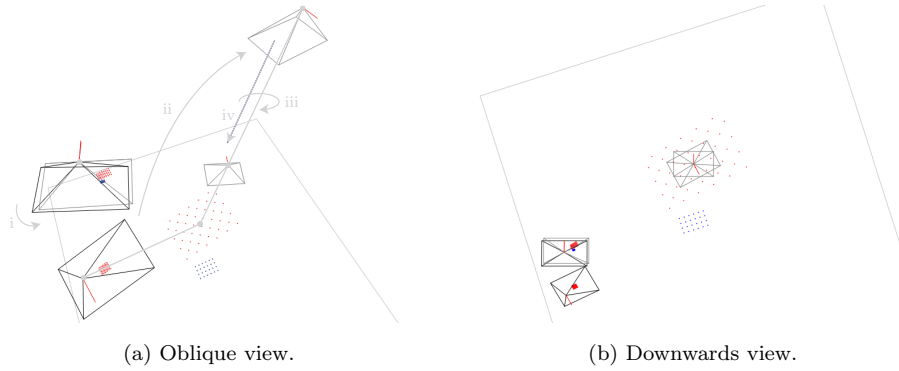 ii
iv
iii
i
(a) Oblique view.
(b) Downwards view.